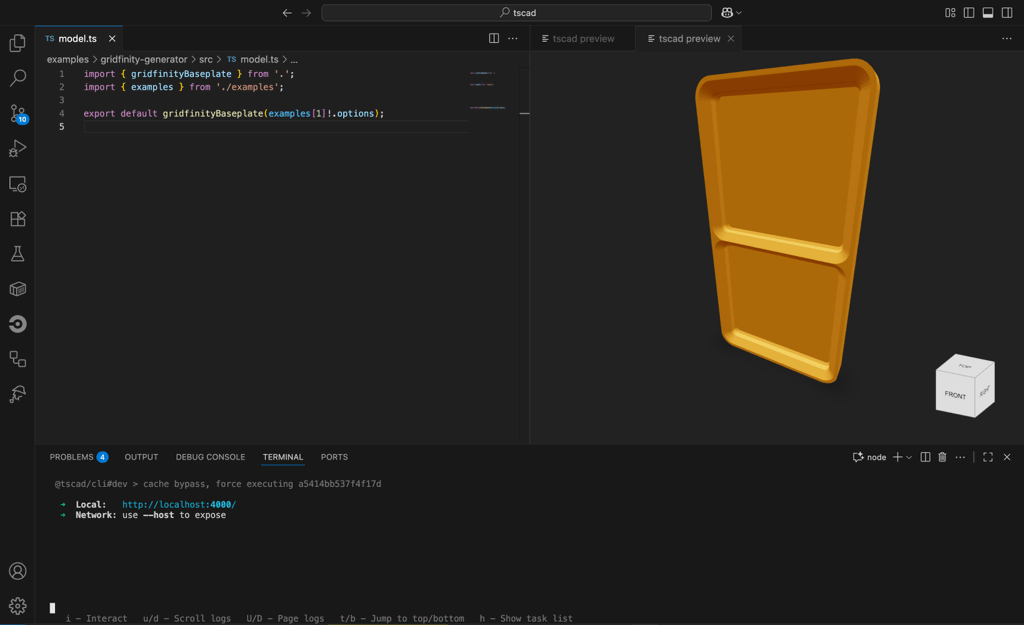 tscad
TS model.ts
tscad preview
tscad preview
examples > gridfinity-generator > src > TS model.ts > ...
1 import { gridfinityBaseplate } from '.';
2 import { examples } from './examples';
3
4 export default gridfinityBaseplate(examples[1]!.options);
5
10
TOP
FRONT
RIGHT
PROBLEMS 4 OUTPUT DEBUG CONSOLE TERMINAL PORTS
node
@tscad/cli#dev > cache bypass, force executing a5414bb537f4f17d
➜ Local: http://localhost:4000/
➜ Network: use --host to expose
i - Interact u/d - Scroll logs U/D - Page logs t/b - Jump to top/bottom h - Show task list